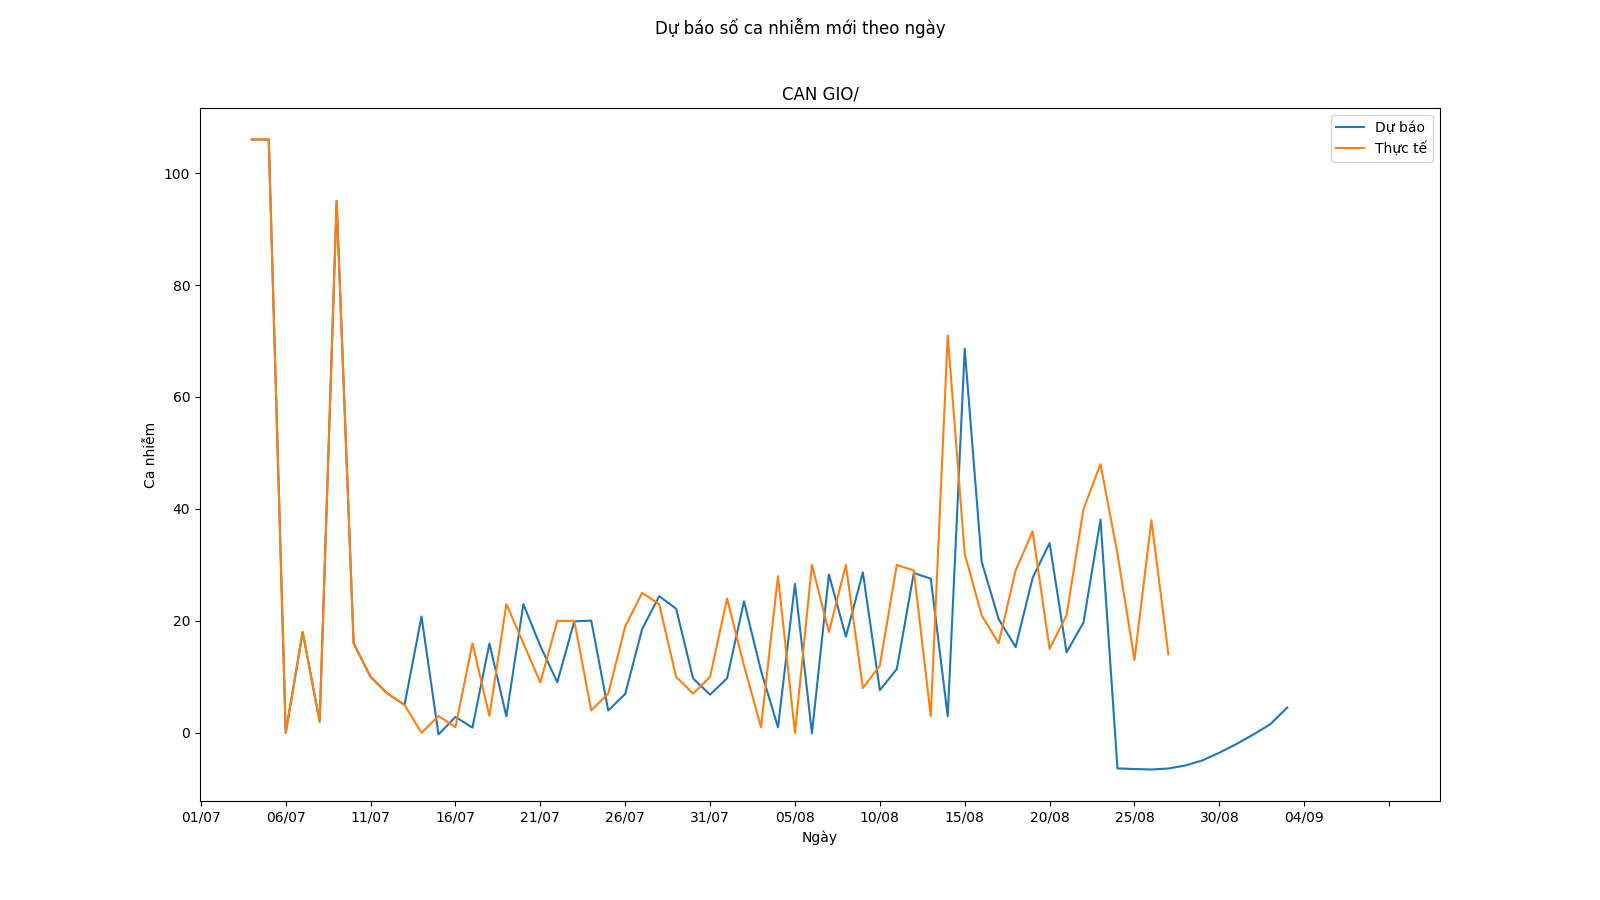 Dự báo số ca nhiễm mới theo ngày
CAN GIO/
Dự báo
Thực tế
100
80
60
40
20
0
Ca nhiễm
01/07 06/07 11/07 16/07 21/07 26/07 31/07 05/08 10/08 15/08 20/08 25/08 30/08 04/09
Ngày